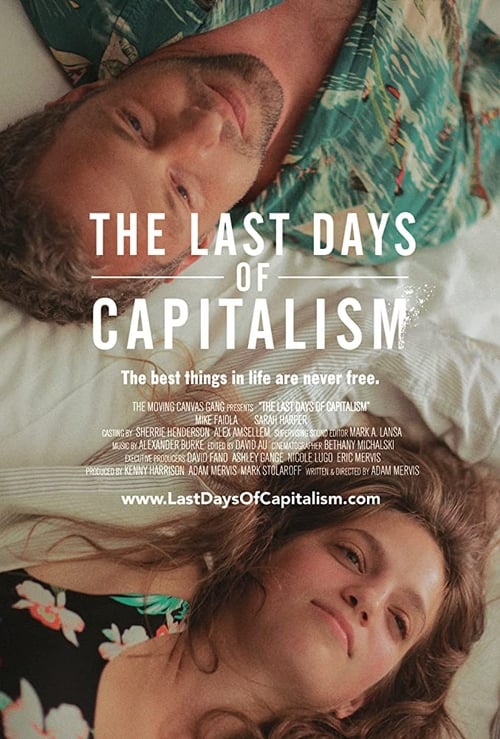 THE LAST DAYS
OF
CAPITALISM
The best things in life are never free.
THE MOVING CANVAS GANG PRESENTS "THE LAST DAYS OF CAPITALISM"
MIKE FAIOLA SARAH HARPER
CASTING BY SHERRIE HENDERSON ALEX AMSELLEM SUPERVISING SOUND EDITOR MARK A. LANSA
MUSIC BY ALEXANDER BURKE EDITED BY DAVID AU CINEMATOGRAPHER BETHANY MICHALSKI
EXECUTIVE PRODUCERS DAVID FANO ASHLEY GANGE NICOLE LUGO ERIC MERVIS
PRODUCED BY KENNY HARRISON ADAM MERVIS MARK STOLAROFF WRITTEN & DIRECTED BY ADAM MERVIS
www.LastDaysOfCapitalism.com